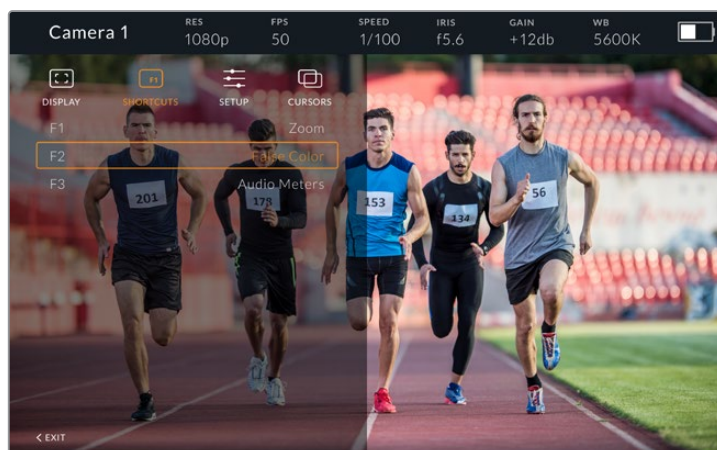 Camera 1
RES
1080p
FPS
50
SPEED
1/100
IRIS
f5.6
GAIN
+12db
WB
5600K
DISPLAY
F1
SHORTCUTS
SETUP
CURSORS
F1 Zoom
F2 False Color
F3 Audio Meters
201
178
153
134
56
< EXIT